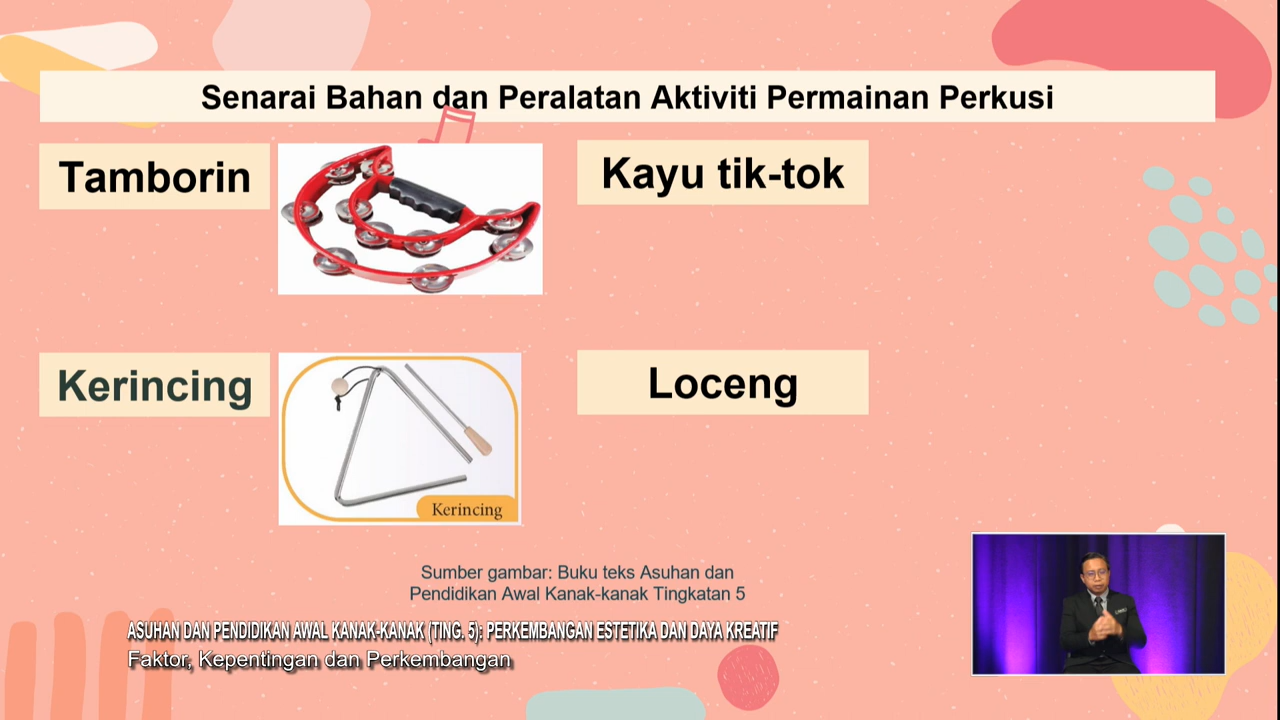 Senarai Bahan dan Peralatan Aktiviti Permainan Perkusi
Tamborin
Kayu tik-tok
Kerincing
Kerincing
Loceng
Sumber gambar: Buku teks Asuhan dan
Pendidikan Awal Kanak-kanak Tingkatan 5
ASUHAN DAN PENDIDIKAN AWAL KANAK-KANAK (TING. 5): PERKEMBANGAN ESTETIKA DAN DAYA KREATIF
Faktor, Kepentingan dan Perkembangan